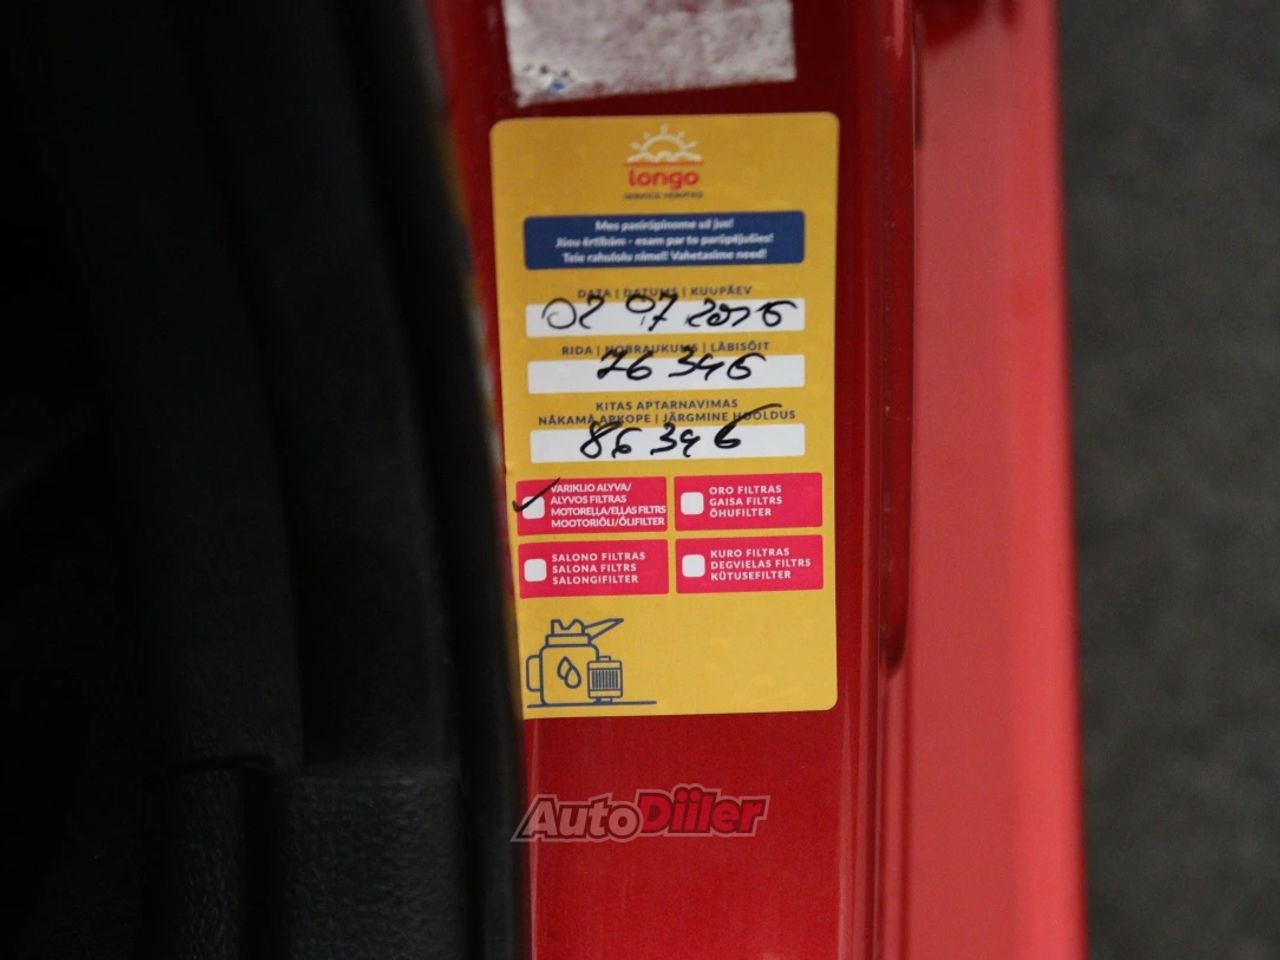 longo
Mes pasirūpinome už jus!
Jūsu ērtībām - esam par to parūpējušies!
Teie rahulolu nimel! Vahetasime need!
DATA | DATUMS | KUUPÄEV
02 07
RIDA | NOBRAUKUMS | LÄBISÕIT
76 346
KITAS APTARNAVIMAS
NĀKAMĀ APKOPE | JÄRGMINE HOOLDUS
86 346
VARIKLIO ALYVA/
ALYVOS FILTRAS
MOTOREĻĻA/EĻĻAS FILTRS
MOOTORIÕLI/ÕLIFILTER
ORO FILTRAS
GAISA FILTRS
ÕHUFILTER
SALONO FILTRAS
SALONA FILTRS
SALONGIFILTER
KURO FILTRAS
DEGVIELAS FILTRS
KÜTUSEFILTER
AutoDiiler